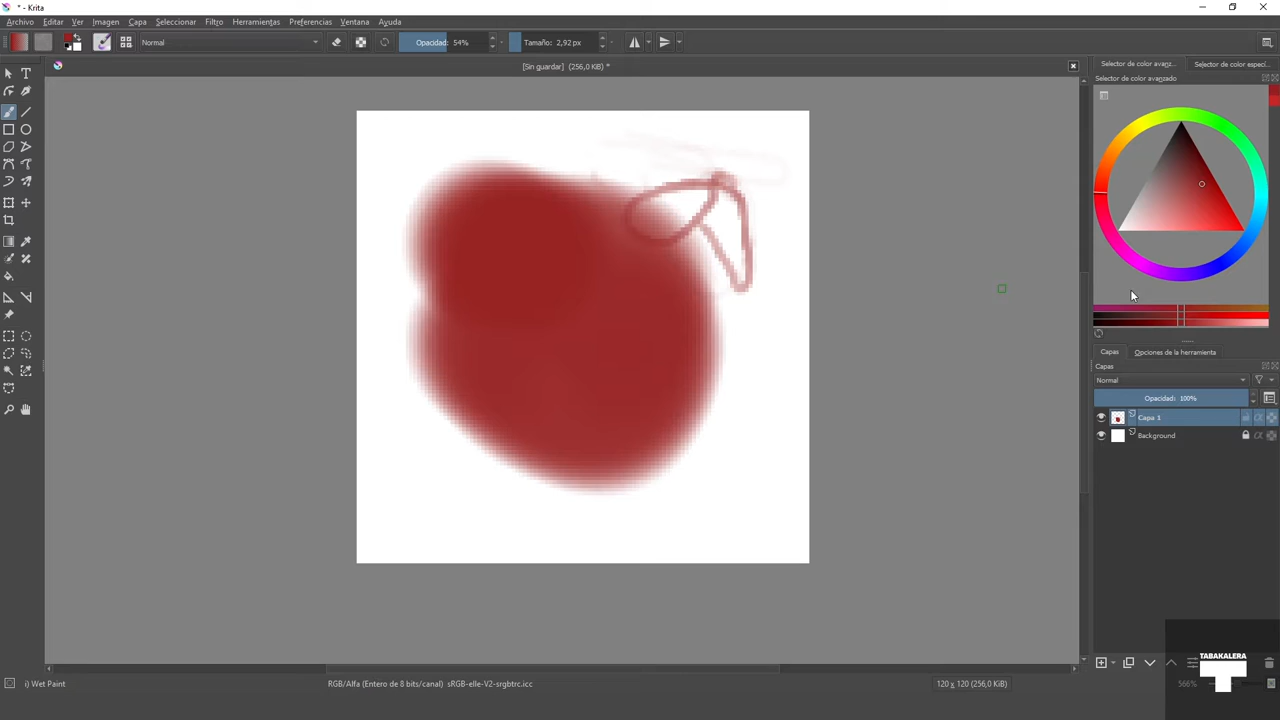 * - Krita
Archivo Editar Ver Imagen Capa Seleccionar Filtro Herramientas Preferencias Ventana Ayuda
Normal Opacidad: 54% Tamaño: 2,92 px
[Sin guardar] (256,0 KiB) *
Selector de color avanz... Selector de color especí...
Selector de color avanzado
Capas Opciones de la herramienta
Capas
Normal
Opacidad: 100%
Capa 1
Background
TABAKALERA
i) Wet Paint RGB/Alfa (Entero de 8 bits/canal) sRGB-elle-V2-srgbtrc.icc 120 x 120 (256,0 KiB) 566%